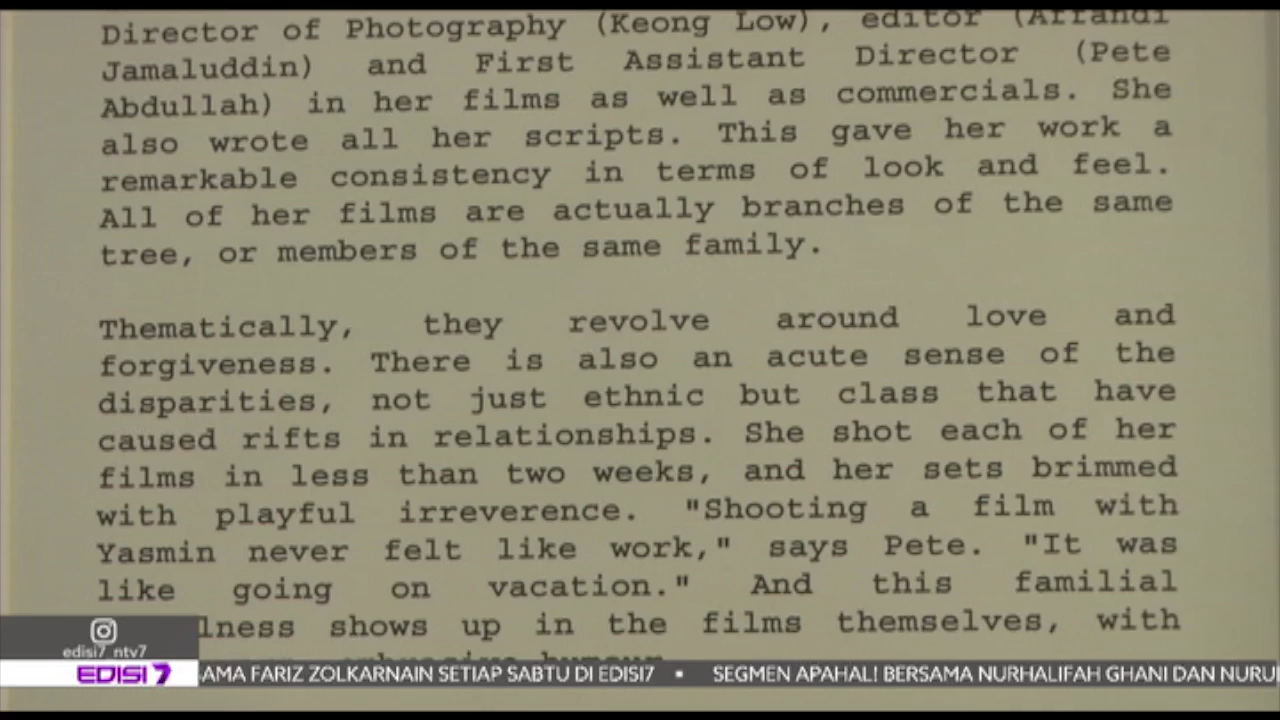 Director of Photography (Keong Low), editor (Affandi
Jamaluddin) and First Assistant Director (Pete
Abdullah) in her films as well as commercials. She
also wrote all her scripts. This gave her work a
remarkable consistency in terms of look and feel.
All of her films are actually branches of the same
tree, or members of the same family.
Thematically, they revolve around love and
forgiveness. There is also an acute sense of the
disparities, not just ethnic but class that have
caused rifts in relationships. She shot each of her
films in less than two weeks, and her sets brimmed
with playful irreverence. "Shooting a film with
Yasmin never felt like work," says Pete. "It was
like going on vacation." And this familial
lness shows up in the films themselves, with
edisi7_ntv7
EDISI 7
AMA FARIZ ZOLKARNAIN SETIAP SABTU DI EDISI7 ▪ SEGMEN APAHAL! BERSAMA NURHALIFAH GHANI DAN NURU